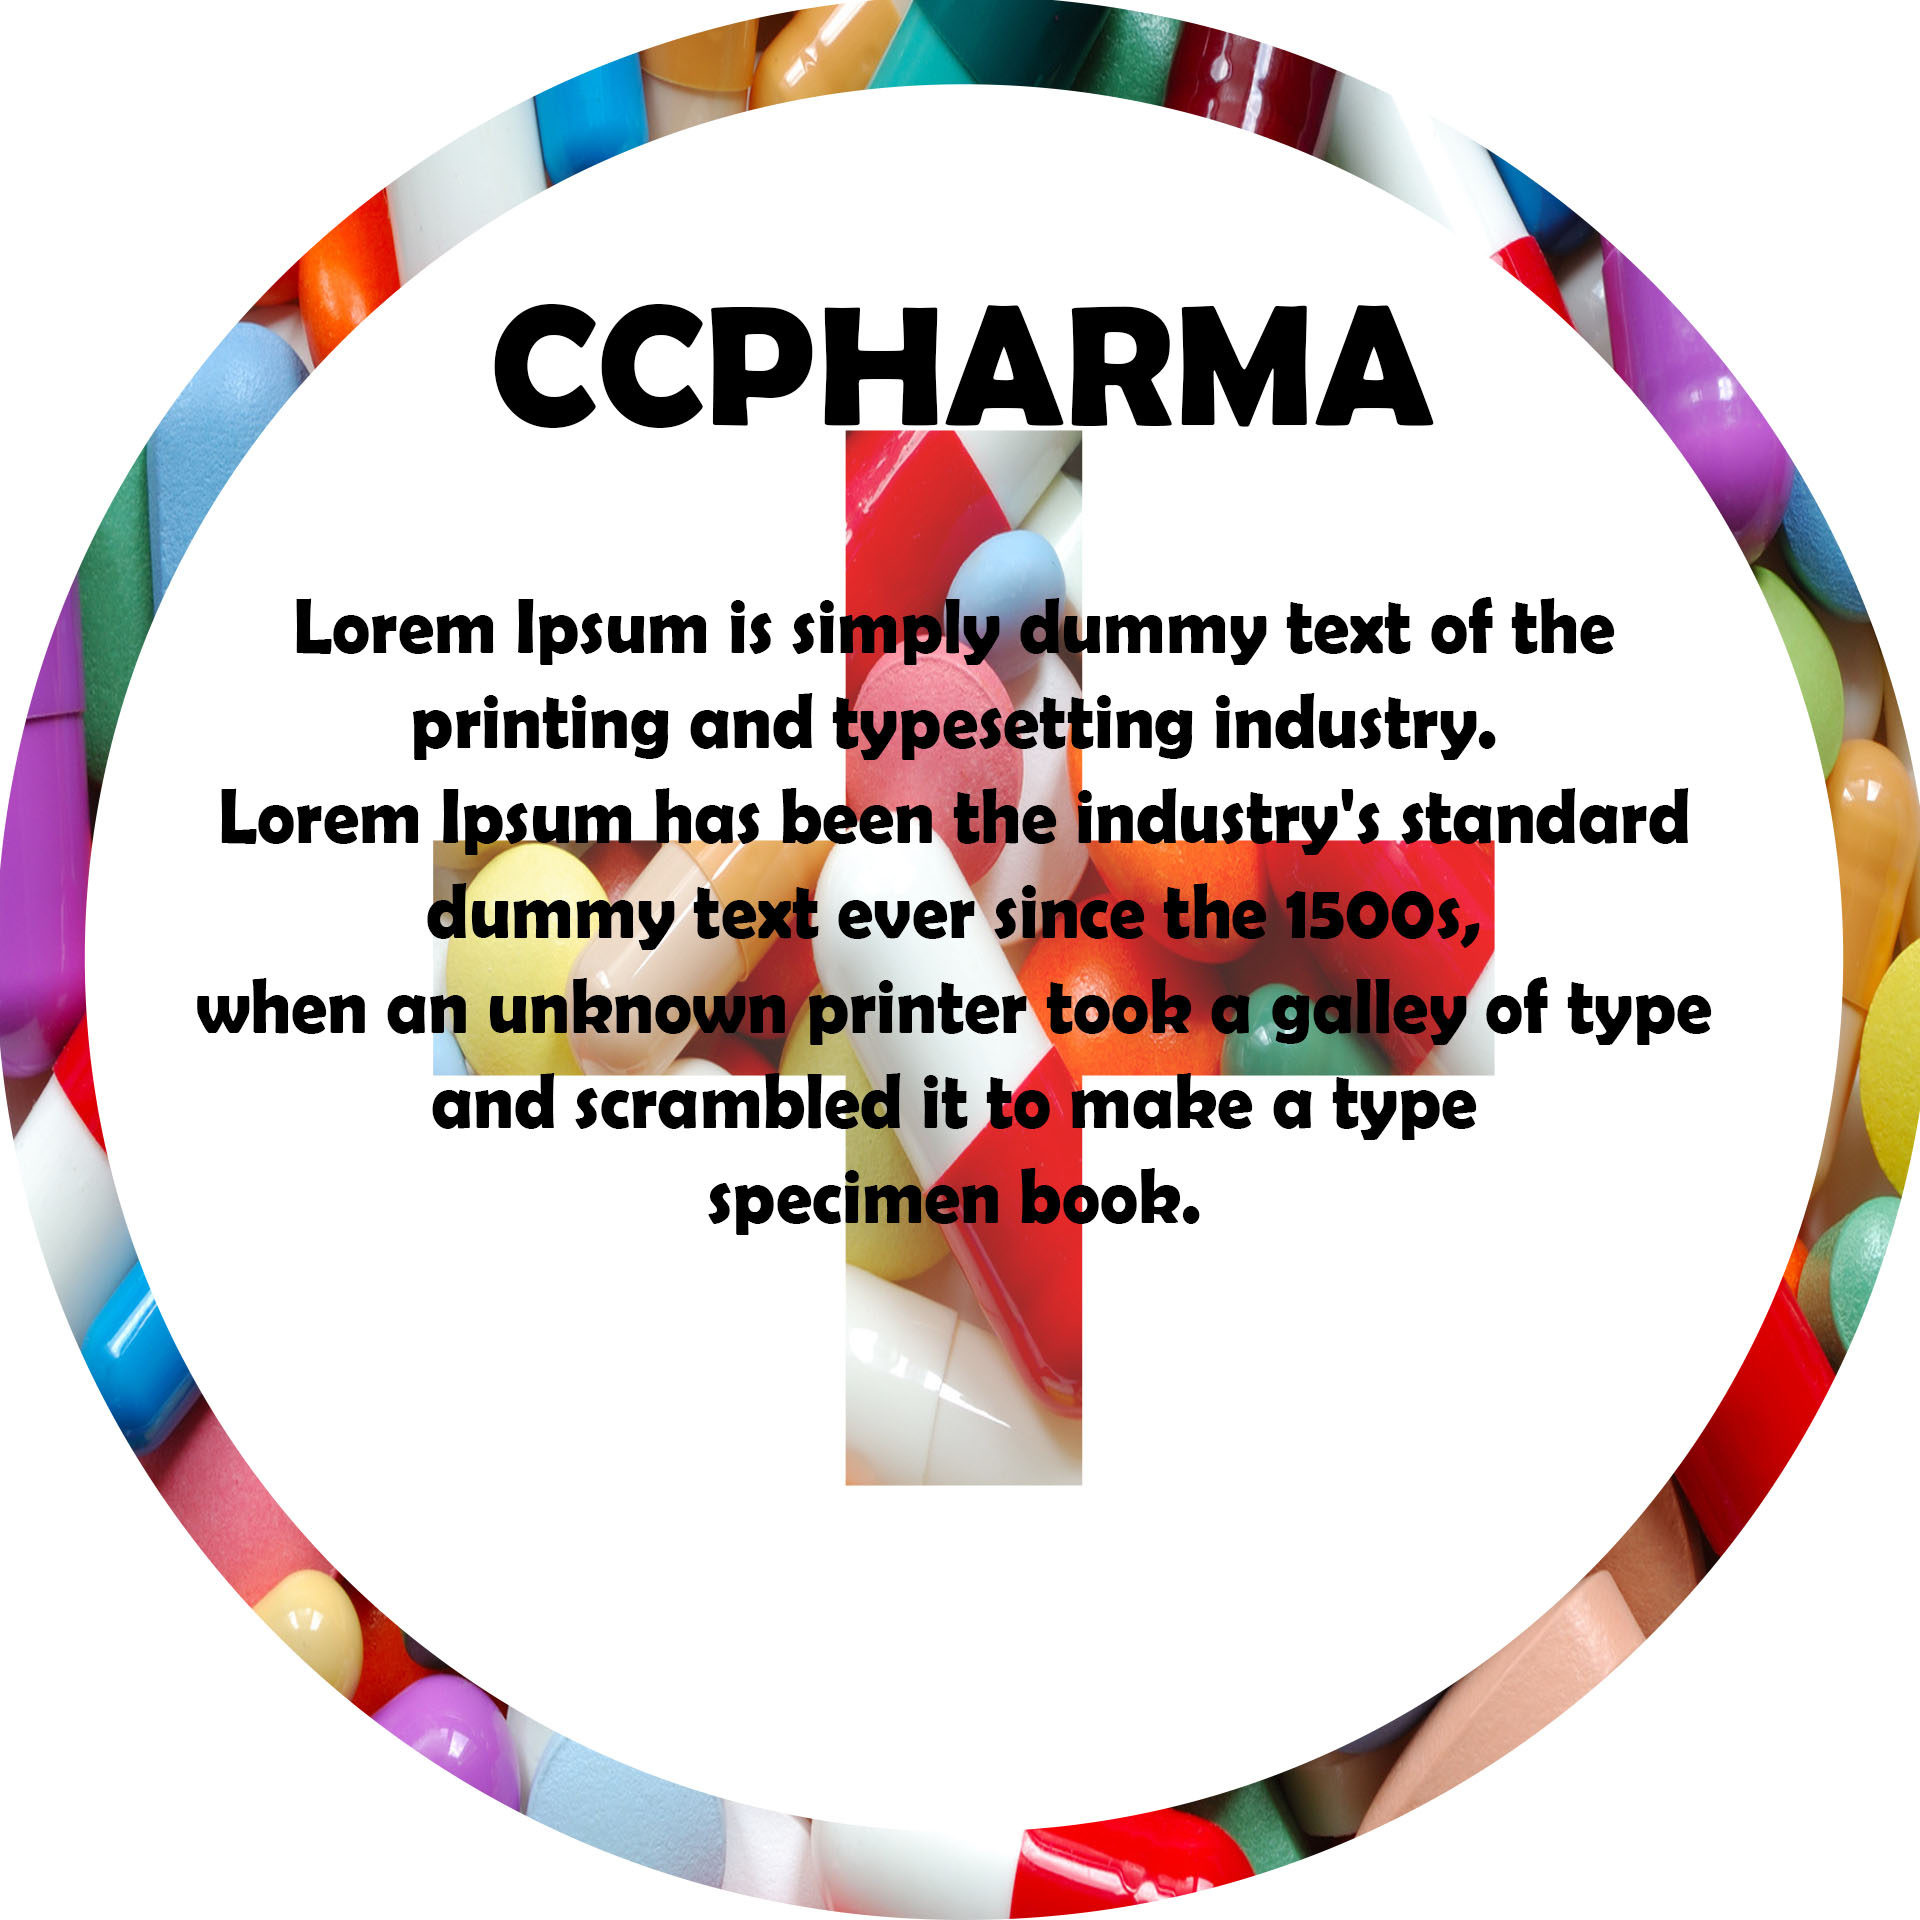 CCPHARMA
Lorem Ipsum is simply dummy text of the
printing and typesetting industry.
Lorem Ipsum has been the industry's standard
dummy text ever since the 1500s,
when an unknown printer took a galley of type
and scrambled it to make a type
specimen book.